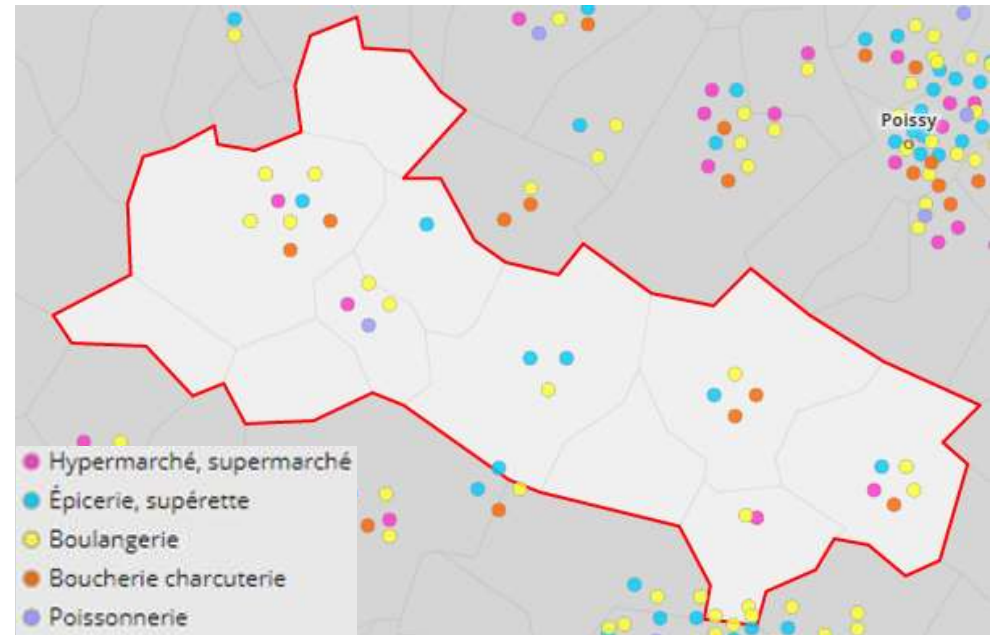 Poissy
Hypermarché, supermarché
Épicerie, supérette
Boulangerie
Boucherie charcuterie
Poissonnerie